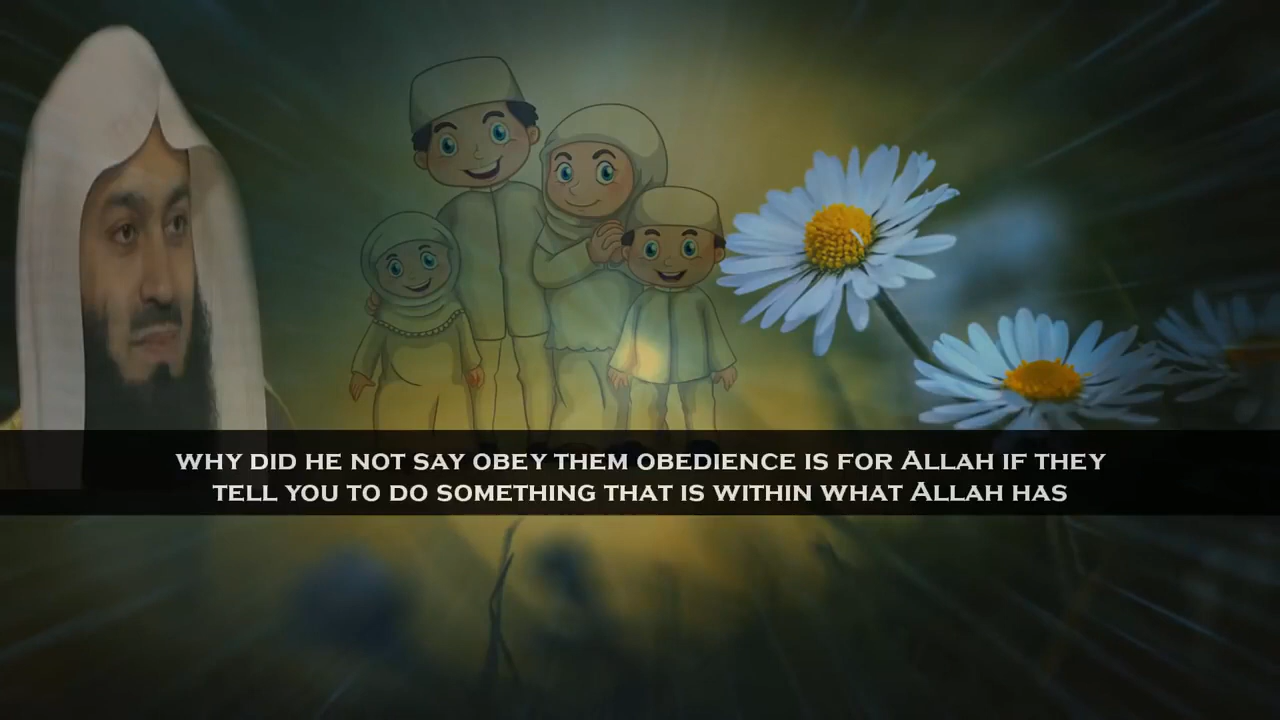 WHY DID HE NOT SAY OBEY THEM OBEDIENCE IS FOR ALLAH IF THEY
TELL YOU TO DO SOMETHING THAT IS WITHIN WHAT ALLAH HAS